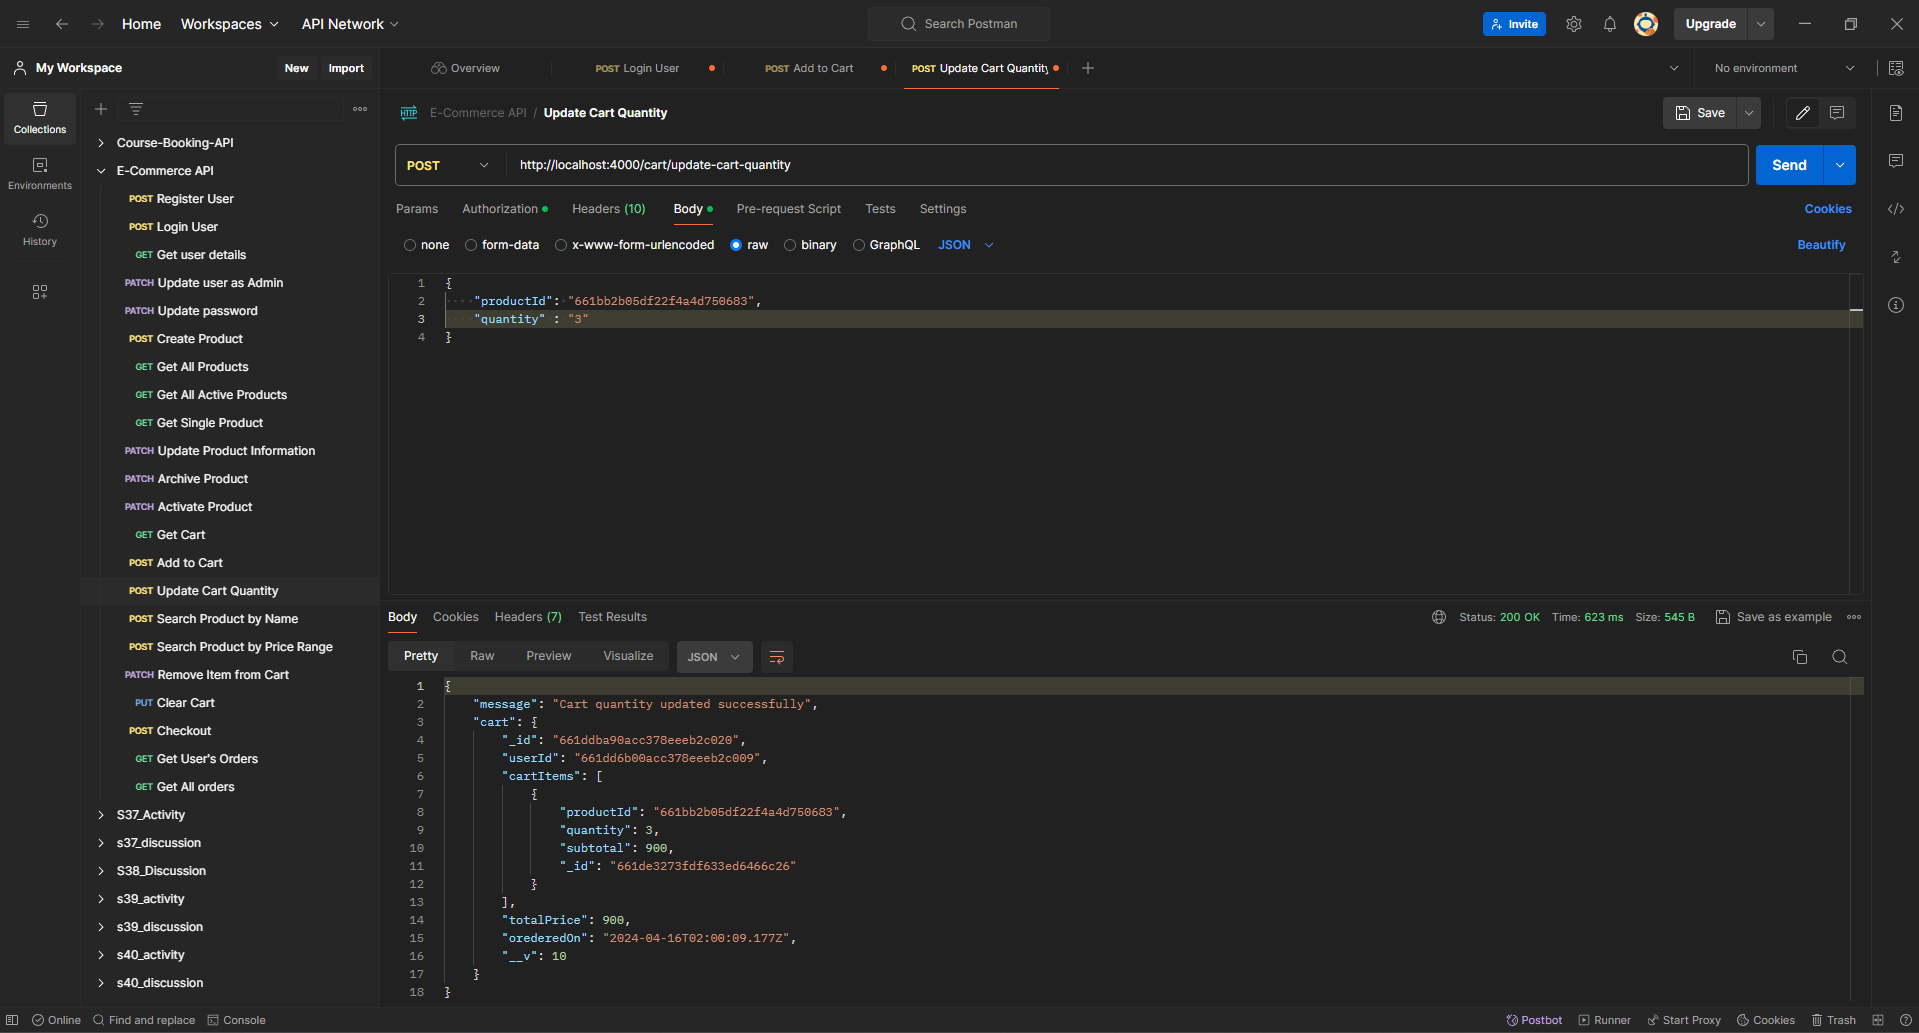 Home Workspaces API Network Search Postman Invite Upgrade
My Workspace New Import Overview POST Login User POST Add to Cart POST Update Cart Quantity No environment
Collections
Environments
History
Course-Booking-API
E-Commerce API
POST Register User
POST Login User
GET Get user details
PATCH Update user as Admin
PATCH Update password
POST Create Product
GET Get All Products
GET Get All Active Products
GET Get Single Product
PATCH Update Product Information
PATCH Archive Product
PATCH Activate Product
GET Get Cart
POST Add to Cart
POST Update Cart Quantity
POST Search Product by Name
POST Search Product by Price Range
PATCH Remove Item from Cart
PUT Clear Cart
POST Checkout
GET Get User's Orders
GET Get All orders
S37_Activity
s37_discussion
S38_Discussion
s39_activity
s39_discussion
s40_activity
s40_discussion
HTTP E-Commerce API / Update Cart Quantity Save
POST http://localhost:4000/cart/update-cart-quantity Send
Params Authorization Headers (10) Body Pre-request Script Tests Settings Cookies
none form-data x-www-form-urlencoded raw binary GraphQL JSON Beautify
1 {
2 "productId": "661bb2b05df22f4a4d750683",
3 "quantity" : "3"
4 }
Body Cookies Headers (7) Test Results Status: 200 OK Time: 623 ms Size: 545 B Save as example
Pretty Raw Preview Visualize JSON
1 {
2 "message": "Cart quantity updated successfully",
3 "cart": {
4 "_id": "661ddba90acc378eeeb2c020",
5 "userId": "661dd6b00acc378eeeb2c009",
6 "cartItems": [
7 {
8 "productId": "661bb2b05df22f4a4d750683",
9 "quantity": 3,
10 "subtotal": 900,
11 "_id": "661de3273fdf633ed6466c26"
12 }
13 ],
14 "totalPrice": 900,
15 "orederedOn": "2024-04-16T02:00:09.177Z",
16 "__v": 10
17 }
18 }
Online Find and replace Console Postbot Runner Start Proxy Cookies Trash